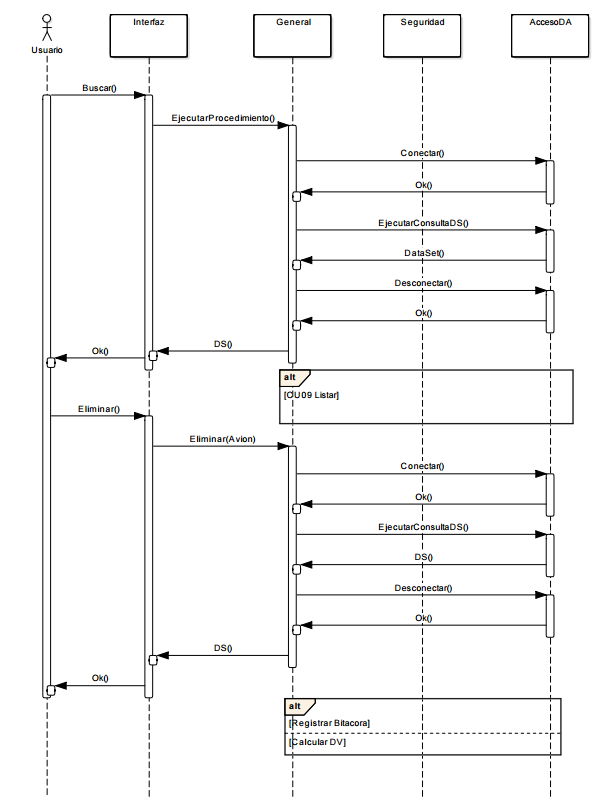 Interfaz
General
Seguridad
AccesoDA
Usuario
Buscar()
EjecutarProcedimiento()
Conectar()
Ok()
EjecutarConsultaDS()
DataSet()
Desconectar()
Ok()
DS()
Ok()
alt
[CU09 Listar]
Eliminar()
Eliminar(Avion)
Conectar()
Ok()
EjecutarConsultaDS()
DS()
Desconectar()
Ok()
DS()
Ok()
alt
[Registrar Bitacora]
[Calcular DV]